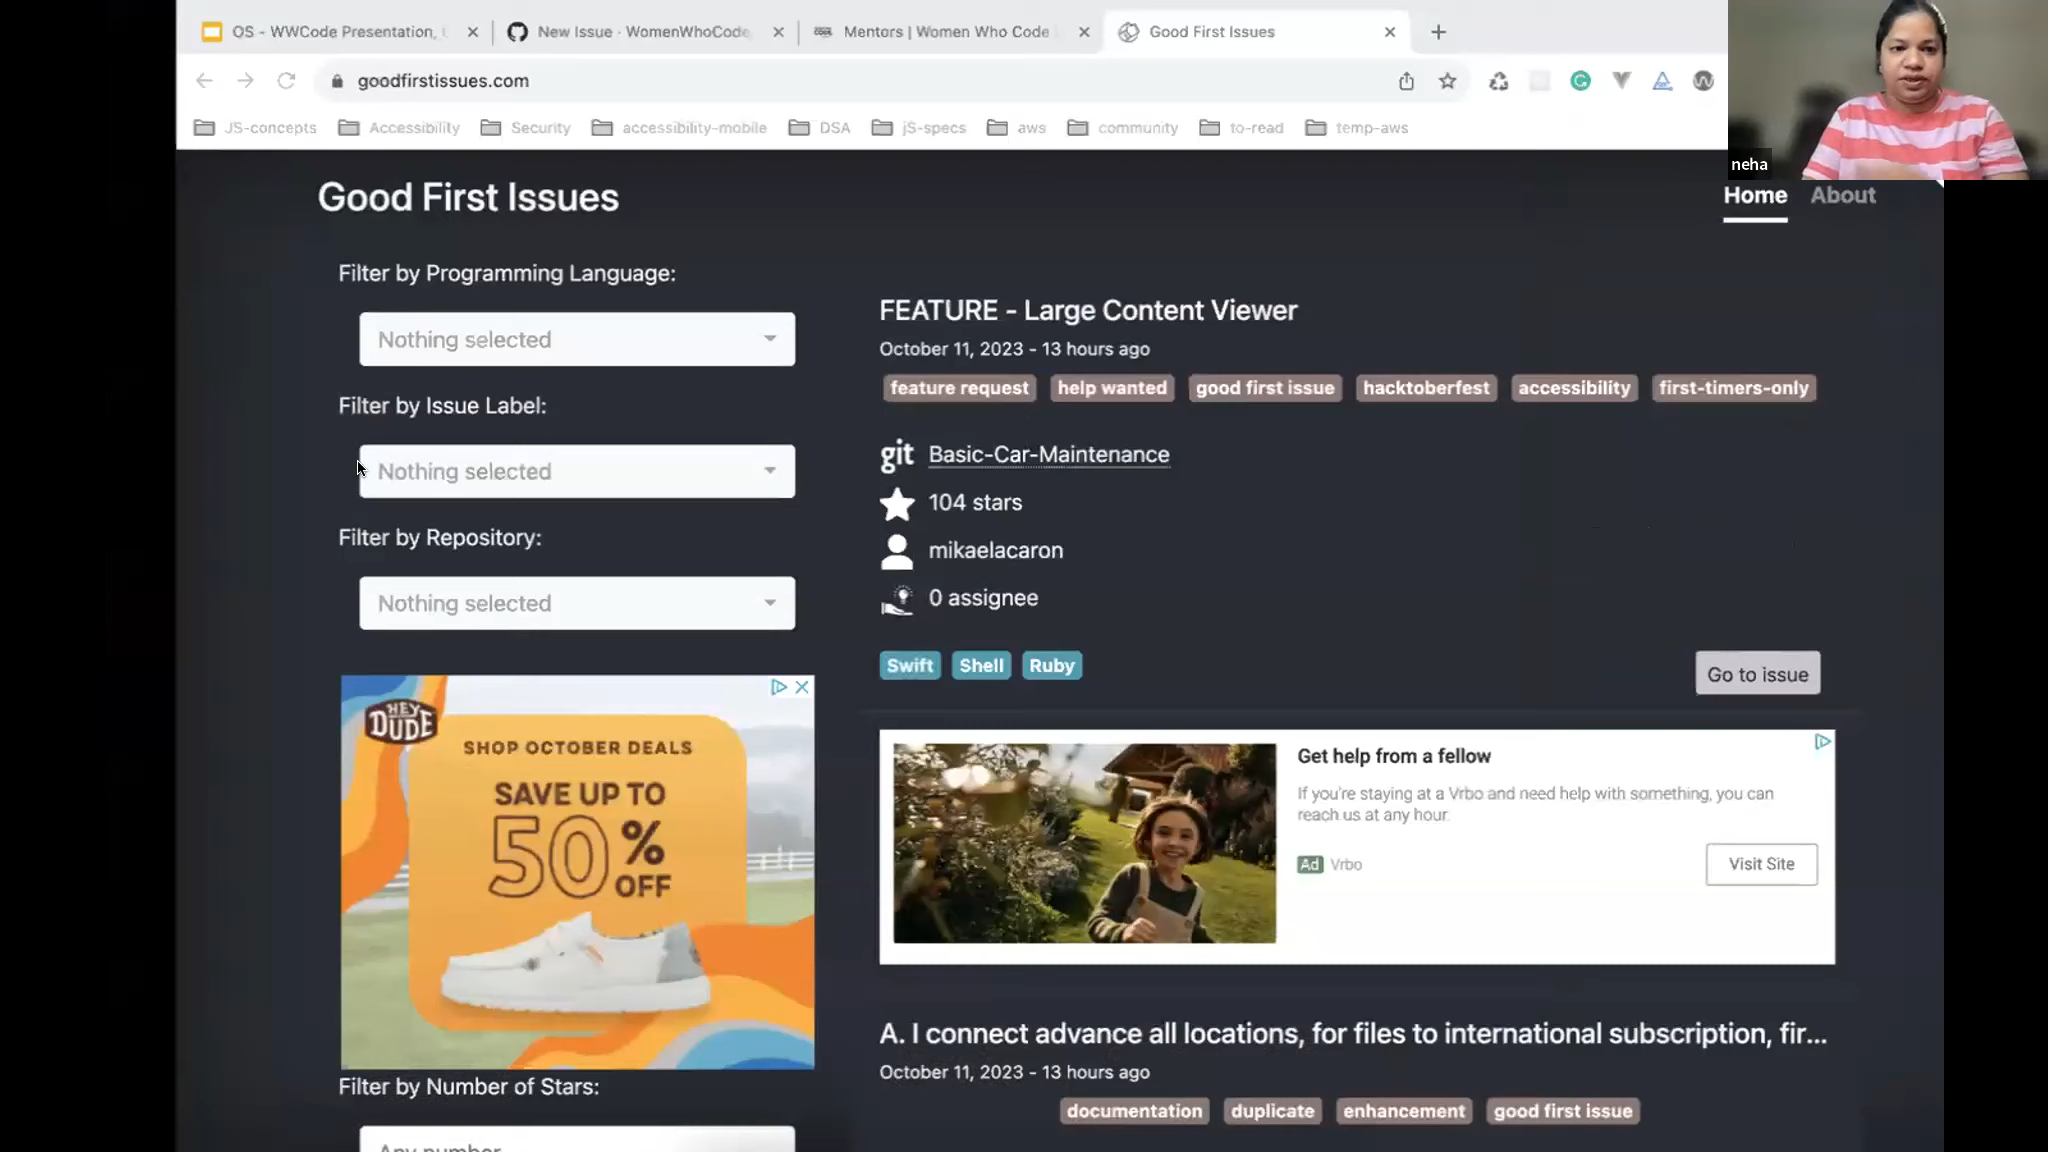 OS - WWCode Presentation,
New Issue · WomenWhoCode
Mentors | Women Who Code
Good First Issues
goodfirstissues.com
JS-concepts
Accessibility
Security
accessibility-mobile
DSA
jS-specs
aws
community
to-read
temp-aws
neha
Good First Issues
Home
About
Filter by Programming Language:
Nothing selected
Filter by Issue Label:
Nothing selected
Filter by Repository:
Nothing selected
HEY
DUDE
SHOP OCTOBER DEALS
SAVE UP TO
50%
OFF
Filter by Number of Stars:
Any number
FEATURE - Large Content Viewer
October 11, 2023 - 13 hours ago
feature request help wanted good first issue hacktoberfest accessibility first-timers-only
git Basic-Car-Maintenance
104 stars
mikaelacaron
0 assignee
Swift Shell Ruby
Go to issue
Get help from a fellow
If you're staying at a Vrbo and need help with something, you can
reach us at any hour.
Ad Vrbo
Visit Site
A. I connect advance all locations, for files to international subscription, fir...
October 11, 2023 - 13 hours ago
documentation duplicate enhancement good first issue